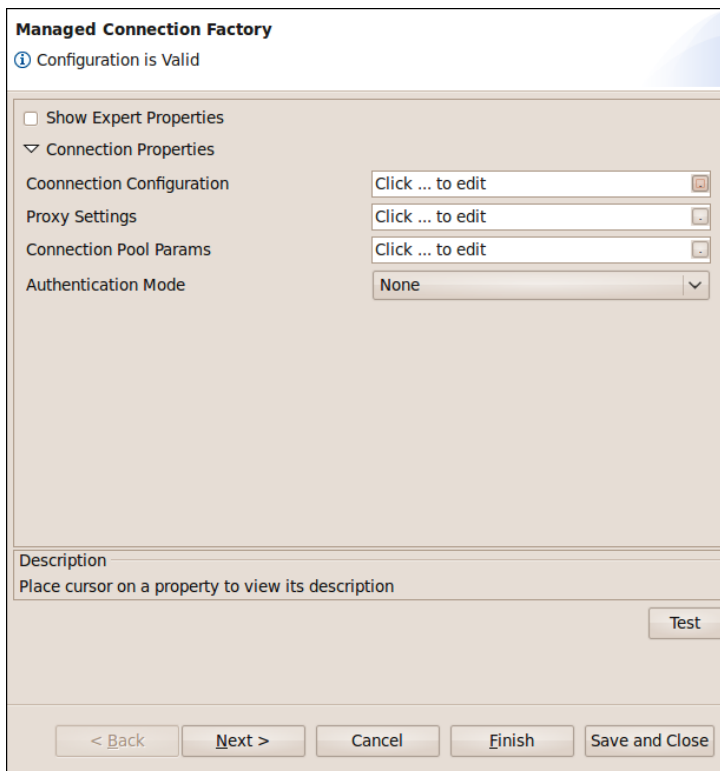 Managed Connection Factory
Configuration is Valid
Show Expert Properties
Connection Properties
Coonnection Configuration Click ... to edit
Proxy Settings Click ... to edit
Connection Pool Params Click ... to edit
Authentication Mode None
Description
Place cursor on a property to view its description
Test
< Back Next > Cancel Finish Save and Close